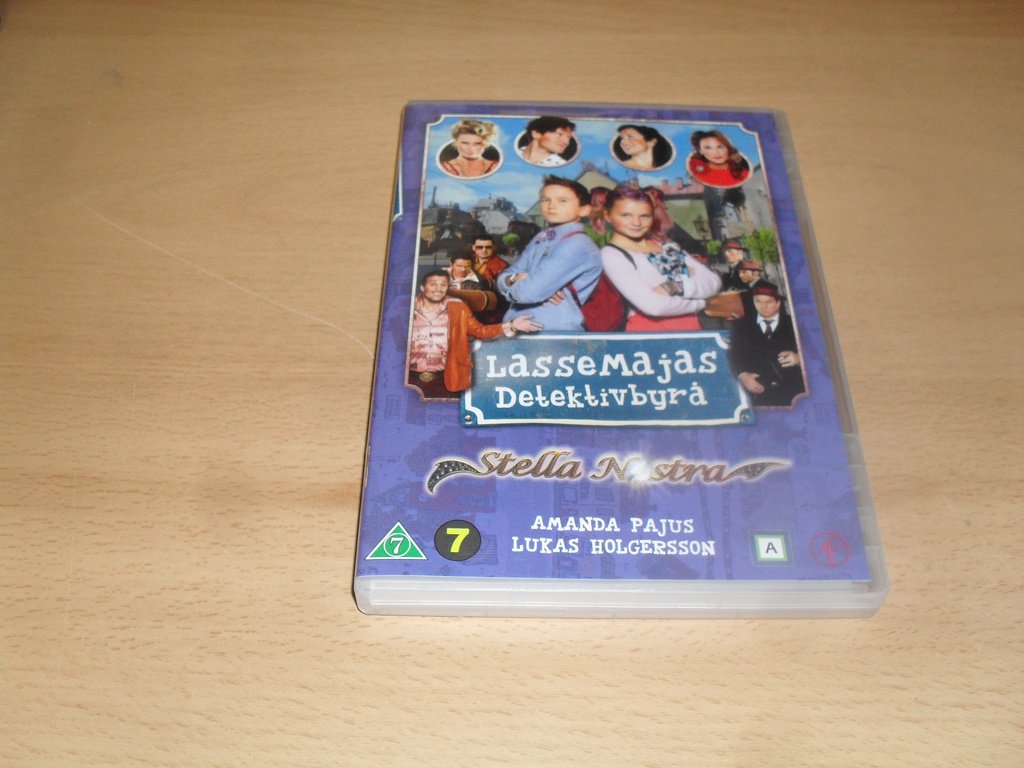 LasseMajas
Detektivbyrå
Stella Nostra
AMANDA PAJUS
LUKAS HOLGERSSON
7
7
A